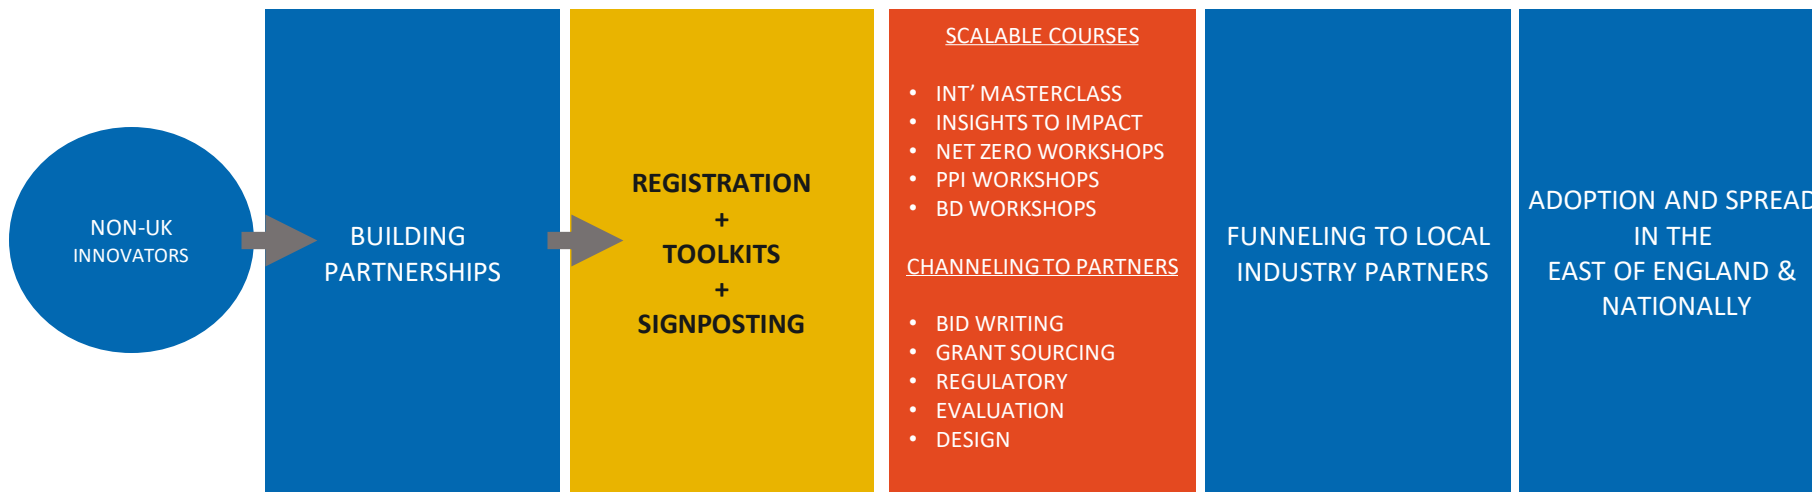 NON-UK
INNOVATORS
BUILDING
PARTNERSHIPS
REGISTRATION
+
TOOLKITS
+
SIGNPOSTING
SCALABLE COURSES
• INT’ MASTERCLASS
• INSIGHTS TO IMPACT
• NET ZERO WORKSHOPS
• PPI WORKSHOPS
• BD WORKSHOPS
CHANNELING TO PARTNERS
• BID WRITING
• GRANT SOURCING
• REGULATORY
• EVALUATION
• DESIGN
FUNNELING TO LOCAL
INDUSTRY PARTNERS
ADOPTION AND SPREAD
IN THE
EAST OF ENGLAND &
NATIONALLY